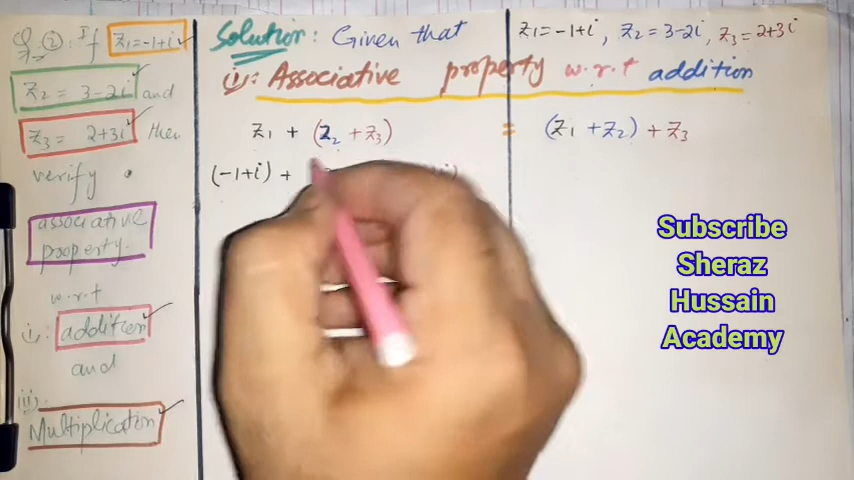 Q. ②: If z₁=-1+i
z₂ = 3-2i and
z₃ = 2+3i then
verify
associative
property.
w.r.t
i, addition
and
ii)
Multiplication
Solution: Given that z₁=-1+i, z₂=3-2i, z₃=2+3i
i): Associative property w.r.t addition
z₁ + (z₂ + z₃) = (z₁ + z₂) + z₃
(-1+i) +
Subscribe
Sheraz
Hussain
Academy